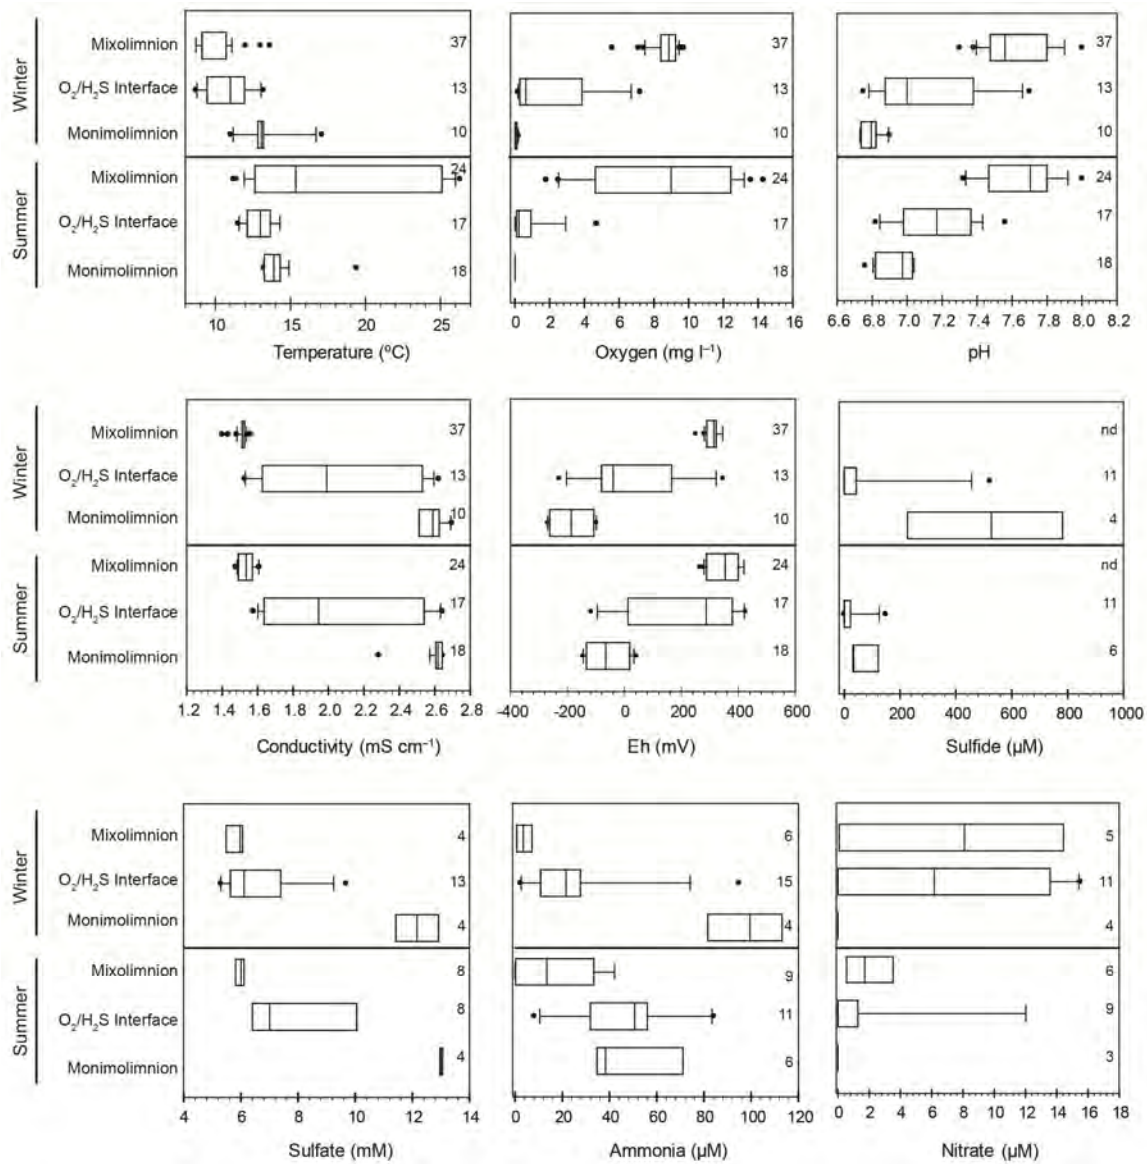 Winter
Mixolimnion
37
37
37
O₂/H₂S Interface
13
13
13
Monimolimnion
10
10
10
Summer
Mixolimnion
24
24
24
O₂/H₂S Interface
17
17
17
Monimolimnion
18
18
18
10 15 20 25
0 2 4 6 8 10 12 14 16
6.6 6.8 7.0 7.2 7.4 7.6 7.8 8.0 8.2
Temperature (ºC)
Oxygen (mg l⁻¹)
pH
Winter
Mixolimnion
37
37
nd
O₂/H₂S Interface
13
13
11
Monimolimnion
10
10
4
Summer
Mixolimnion
24
24
nd
O₂/H₂S Interface
17
17
11
Monimolimnion
18
18
6
1.2 1.4 1.6 1.8 2.0 2.2 2.4 2.6 2.8
-400 -200 0 200 400 600
0 200 400 600 800 1000
Conductivity (mS cm⁻¹)
Eh (mV)
Sulfide (µM)
Winter
Mixolimnion
4
6
5
O₂/H₂S Interface
13
15
11
Monimolimnion
4
4
4
Summer
Mixolimnion
8
9
6
O₂/H₂S Interface
8
11
9
Monimolimnion
4
6
3
4 6 8 10 12 14
0 20 40 60 80 100 120
0 2 4 6 8 10 12 14 16 18
Sulfate (mM)
Ammonia (µM)
Nitrate (µM)